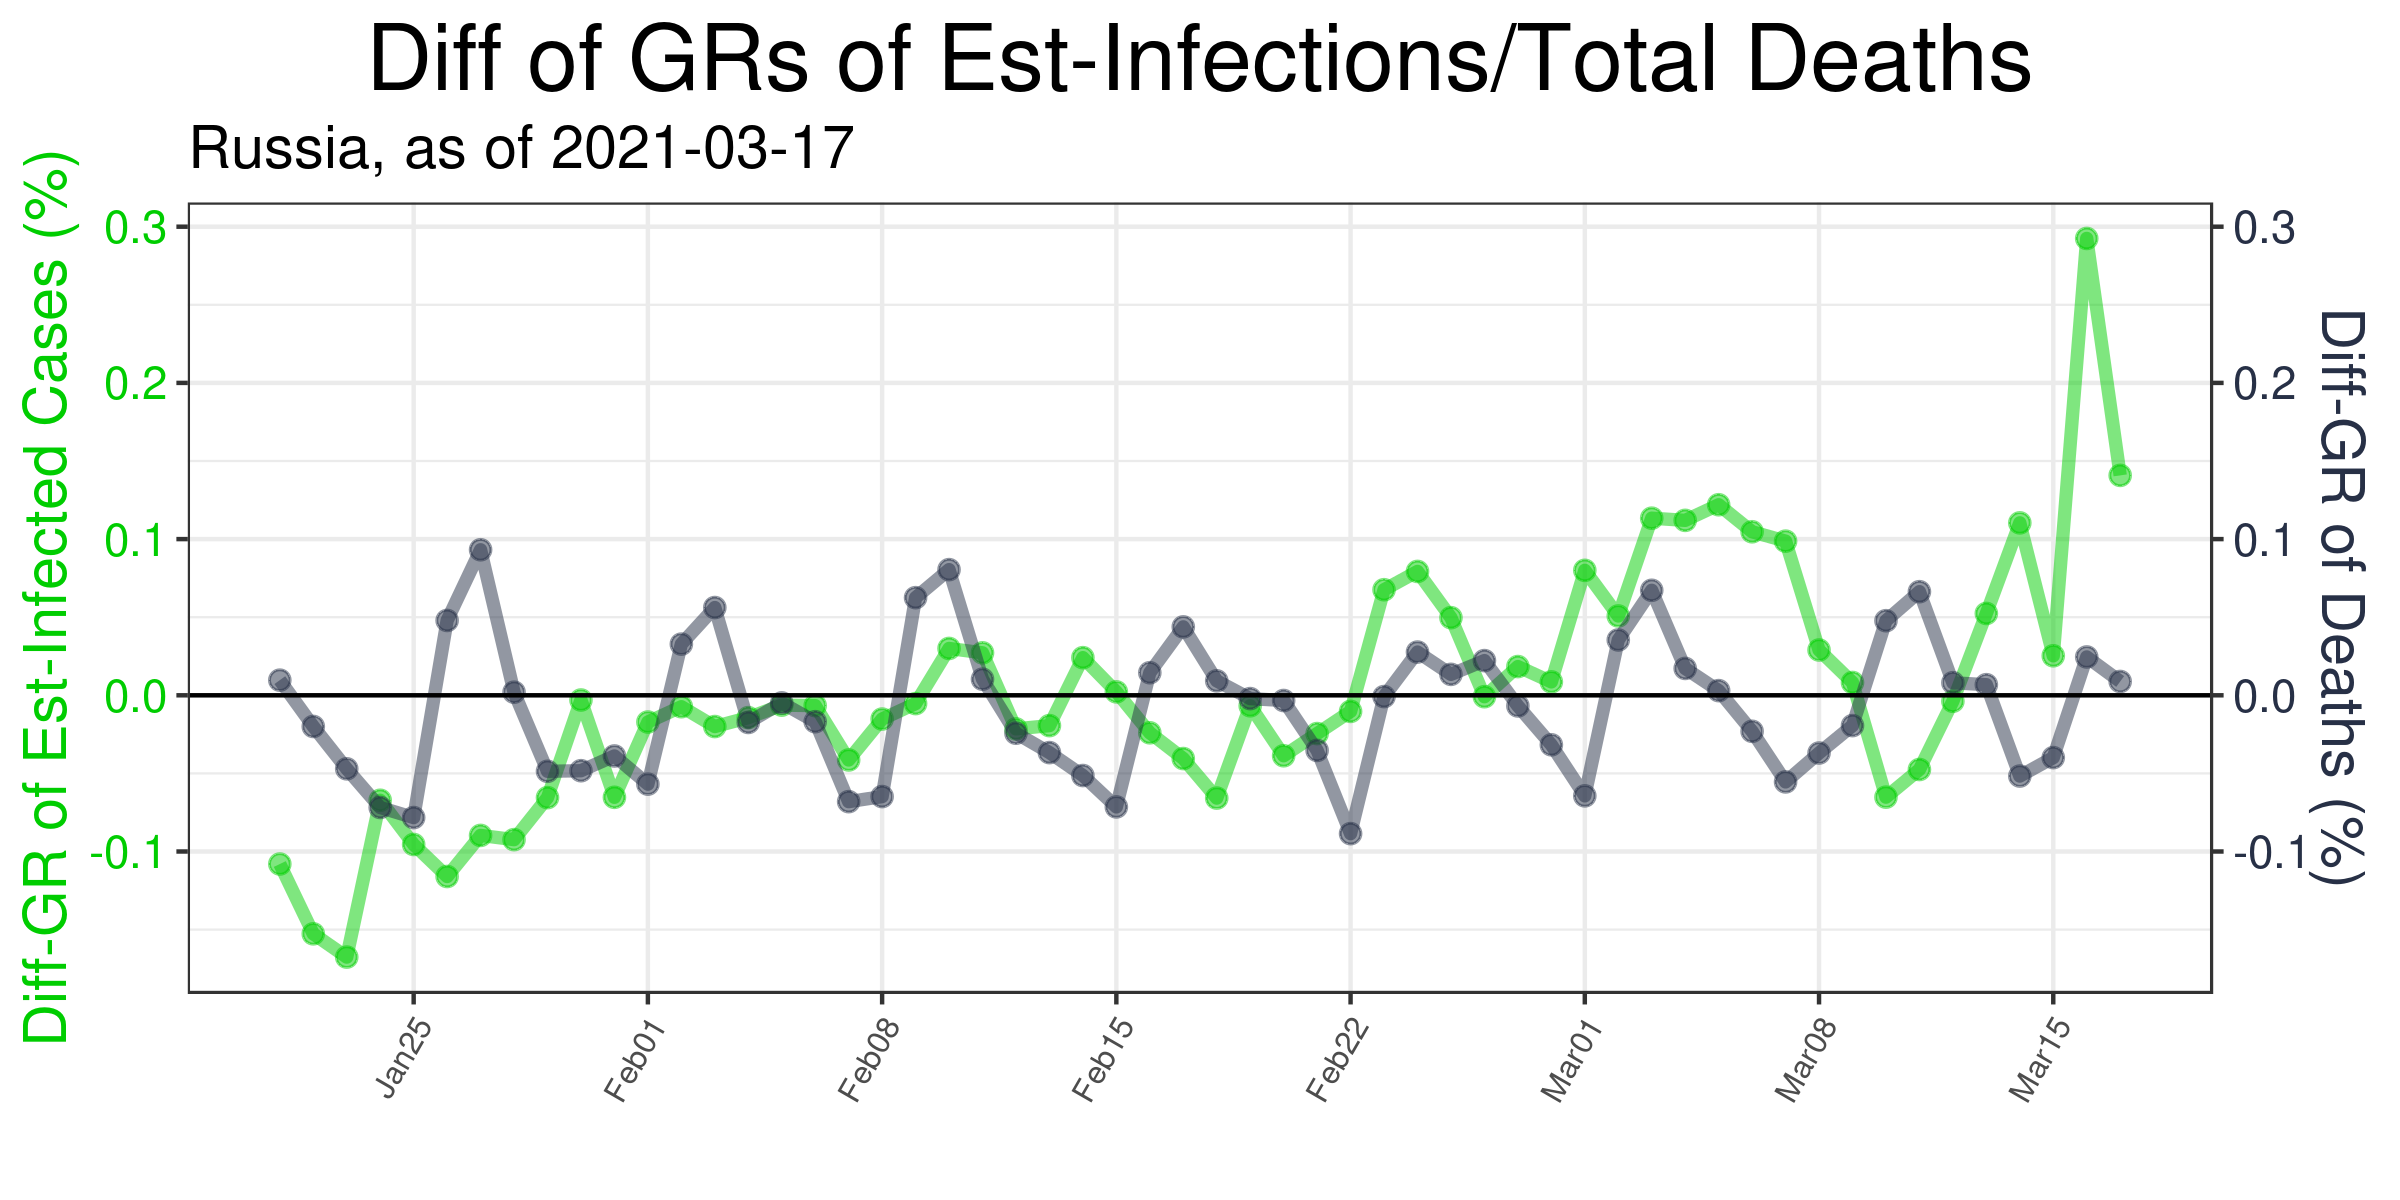 Diff of GRs of Est-Infections/Total Deaths
Russia, as of 2021-03-17
Diff-GR of Est-Infected Cases (%)
0.3
0.2
0.1
0.0
-0.1
0.3
0.2
0.1
0.0
-0.1
Diff-GR of Deaths (%)
Jan25
Feb01
Feb08
Feb15
Feb22
Mar01
Mar08
Mar15